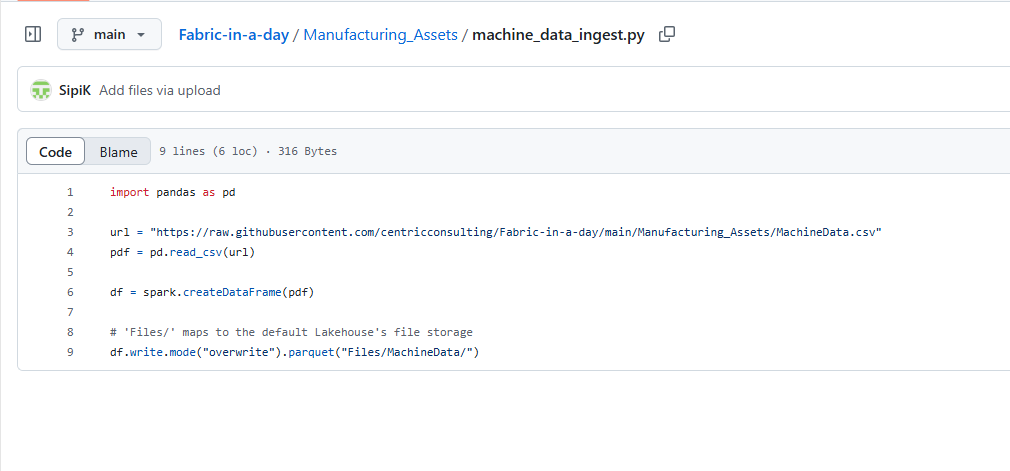 main
Fabric-in-a-day / Manufacturing_Assets / machine_data_ingest.py
SipiK Add files via upload
Code Blame 9 lines (6 loc) · 316 Bytes
1 import pandas as pd
2
3 url = "https://raw.githubusercontent.com/centricconsulting/Fabric-in-a-day/main/Manufacturing_Assets/MachineData.csv"
4 pdf = pd.read_csv(url)
5
6 df = spark.createDataFrame(pdf)
7
8 # 'Files/' maps to the default Lakehouse's file storage
9 df.write.mode("overwrite").parquet("Files/MachineData/")